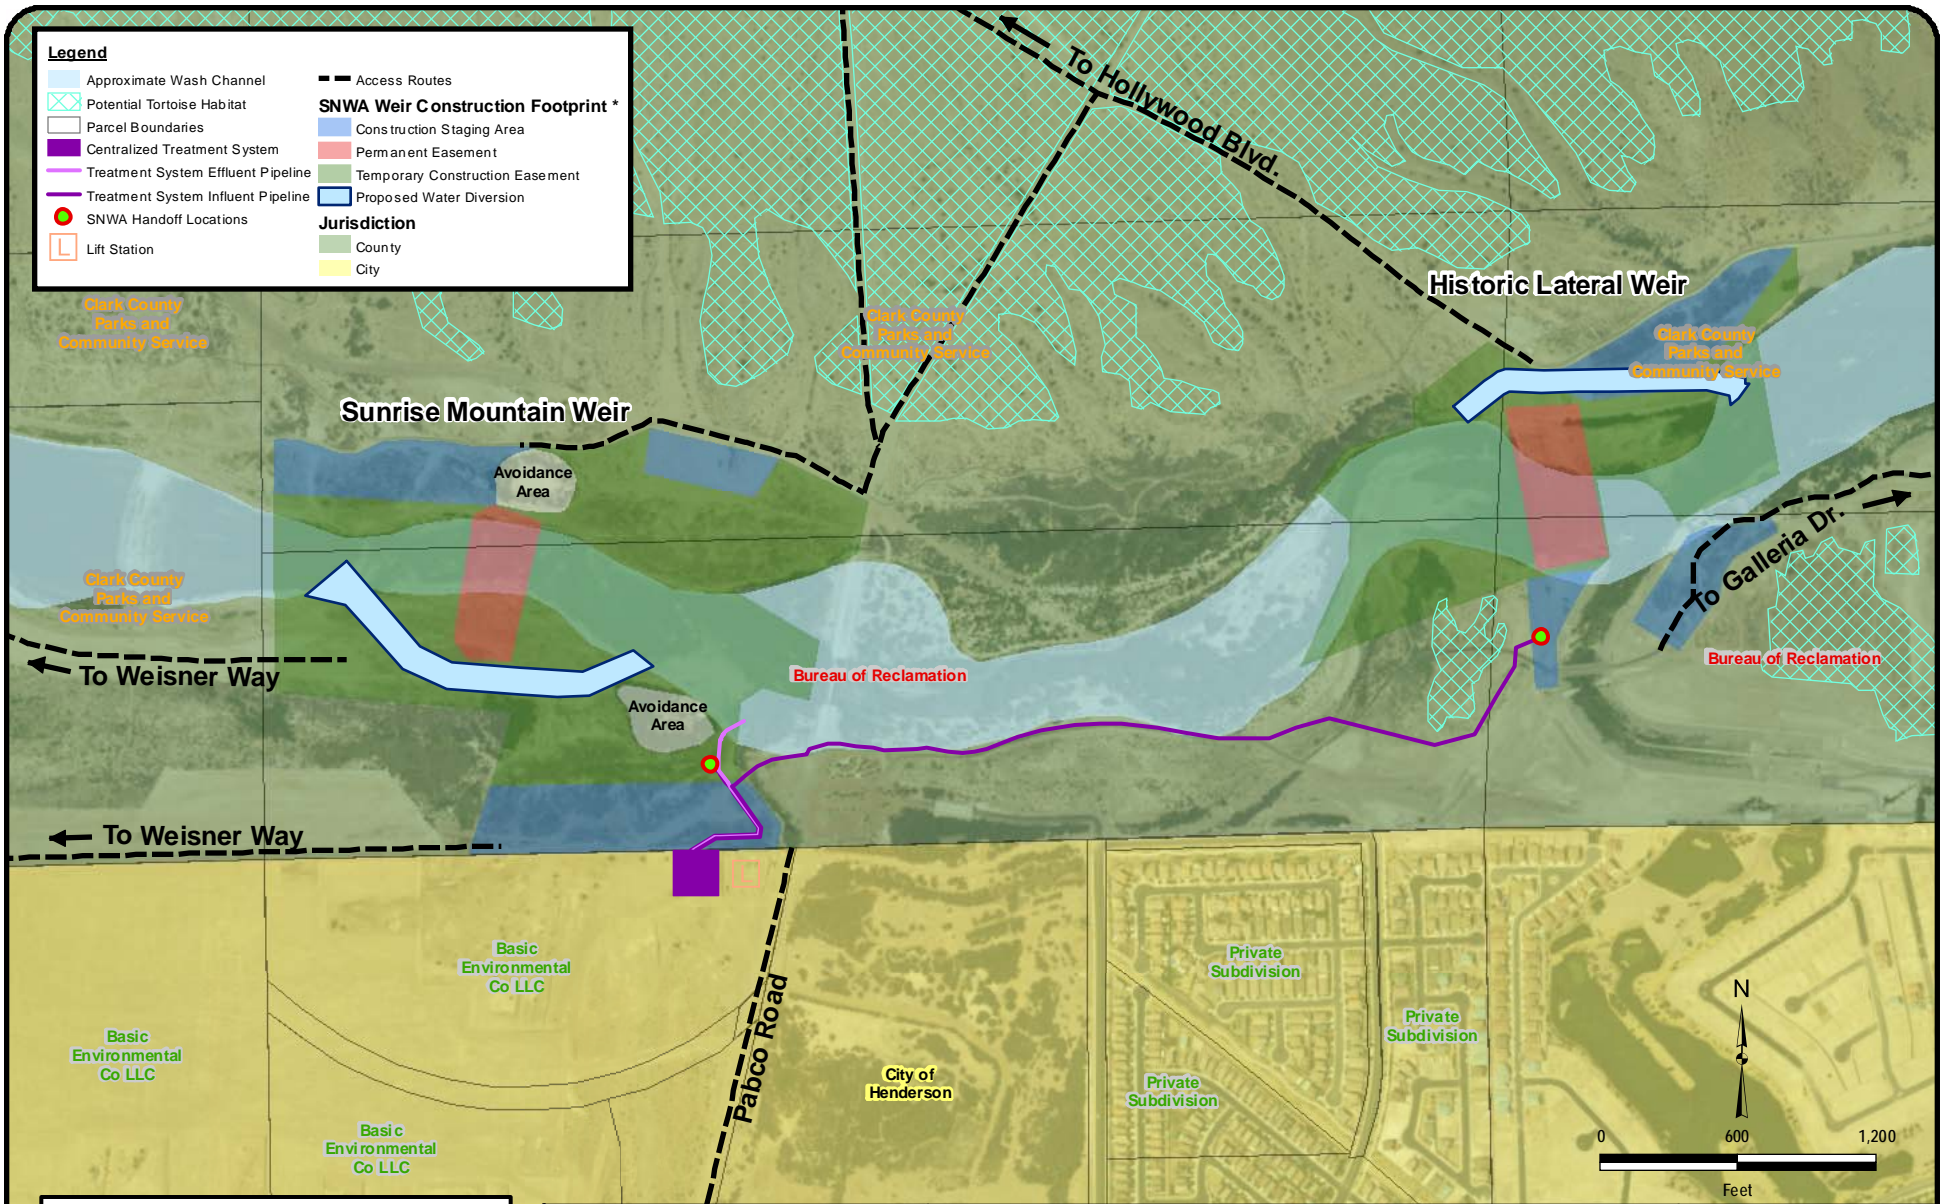 Legend
Approximate Wash Channel
Potential Tortoise Habitat
Parcel Boundaries
Centralized Treatment System
Treatment System Effluent Pipeline
Treatment System Influent Pipeline
SNWA Handoff Locations
L
Lift Station
Access Routes
SNWA Weir Construction Footprint *
Construction Staging Area
Permanent Easement
Temporary Construction Easement
Proposed Water Diversion
Jurisdiction
County
City
To Hollywood Blvd.
Historic Lateral Weir
Clark County
Parks and
Community Service
Clark County
Parks and
Community Service
Clark County
Parks and
Community Service
Sunrise Mountain Weir
Avoidance
Area
To Galleria Dr.
Clark County
Parks and
Community Service
To Weisner Way
Bureau of Reclamation
Bureau of Reclamation
Avoidance
Area
To Weisner Way
L
Basic
Environmental
Co LLC
Private
Subdivision
Pabco Road
Private
Subdivision
Basic
Environmental
Co LLC
City of
Henderson
Private
Subdivision
Basic
Environmental
Co LLC
N
0
600
1,200
Feet